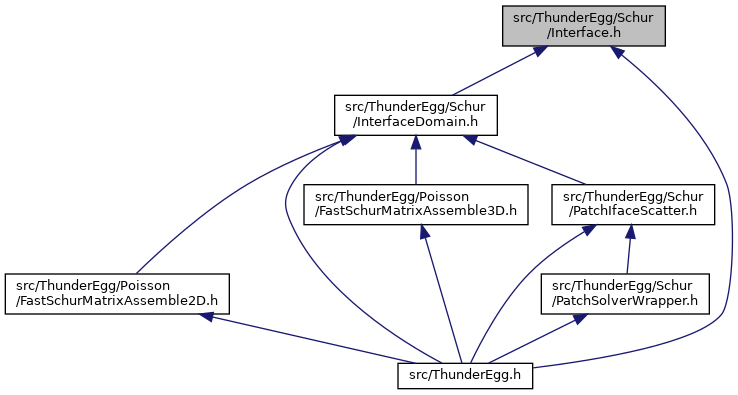 src/ThunderEgg/Schur
/Interface.h
src/ThunderEgg/Schur
/InterfaceDomain.h
src/ThunderEgg/Poisson
/FastSchurMatrixAssemble3D.h
src/ThunderEgg/Schur
/PatchIfaceScatter.h
src/ThunderEgg/Poisson
/FastSchurMatrixAssemble2D.h
src/ThunderEgg/Schur
/PatchSolverWrapper.h
src/ThunderEgg.h